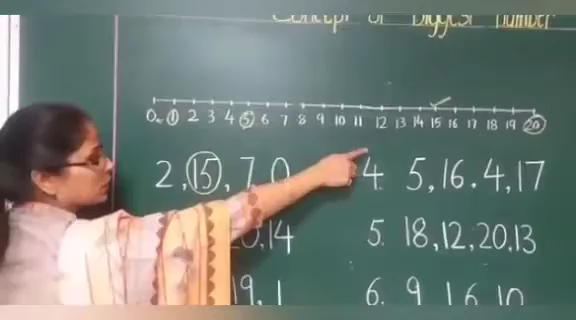 Concept of Biggest number
0 1 2 3 4 5 6 7 8 9 10 11 12 13 14 15 16 17 18 19 20
2, 15, 7, 0
4. 5, 16, 4, 17
, 14
5. 18, 12, 20, 13
19, 1
6. 9 16 10